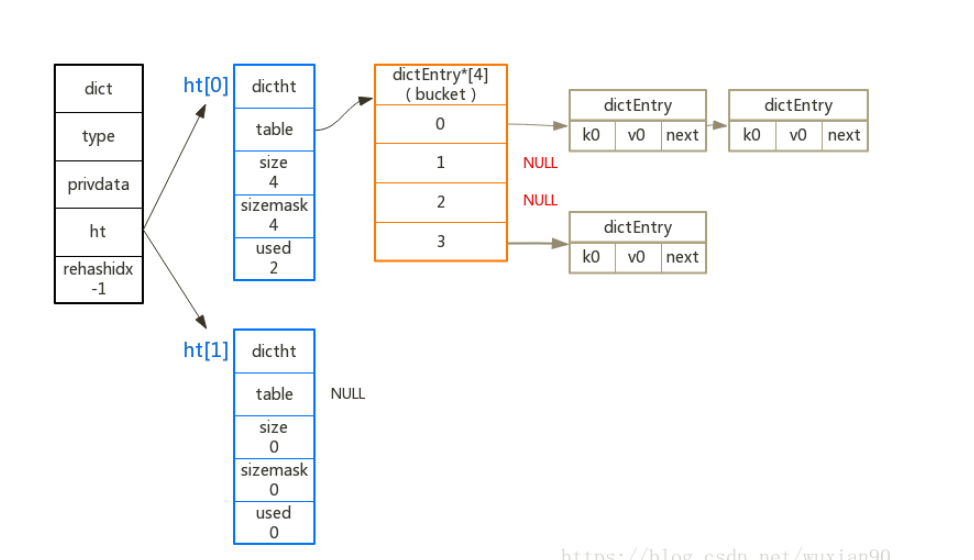 dict
type
privdata
ht
rehashidx
-1
ht[0]
dictht
table
size
4
sizemask
4
used
2
dictEntry*[4]
( bucket )
0
1
2
3
dictEntry
k0 v0 next
dictEntry
k0 v0 next
NULL
NULL
dictEntry
k0 v0 next
ht[1]
dictht
table
NULL
size
0
sizemask
0
used
0
https://blog.csdn.net/wuxian90